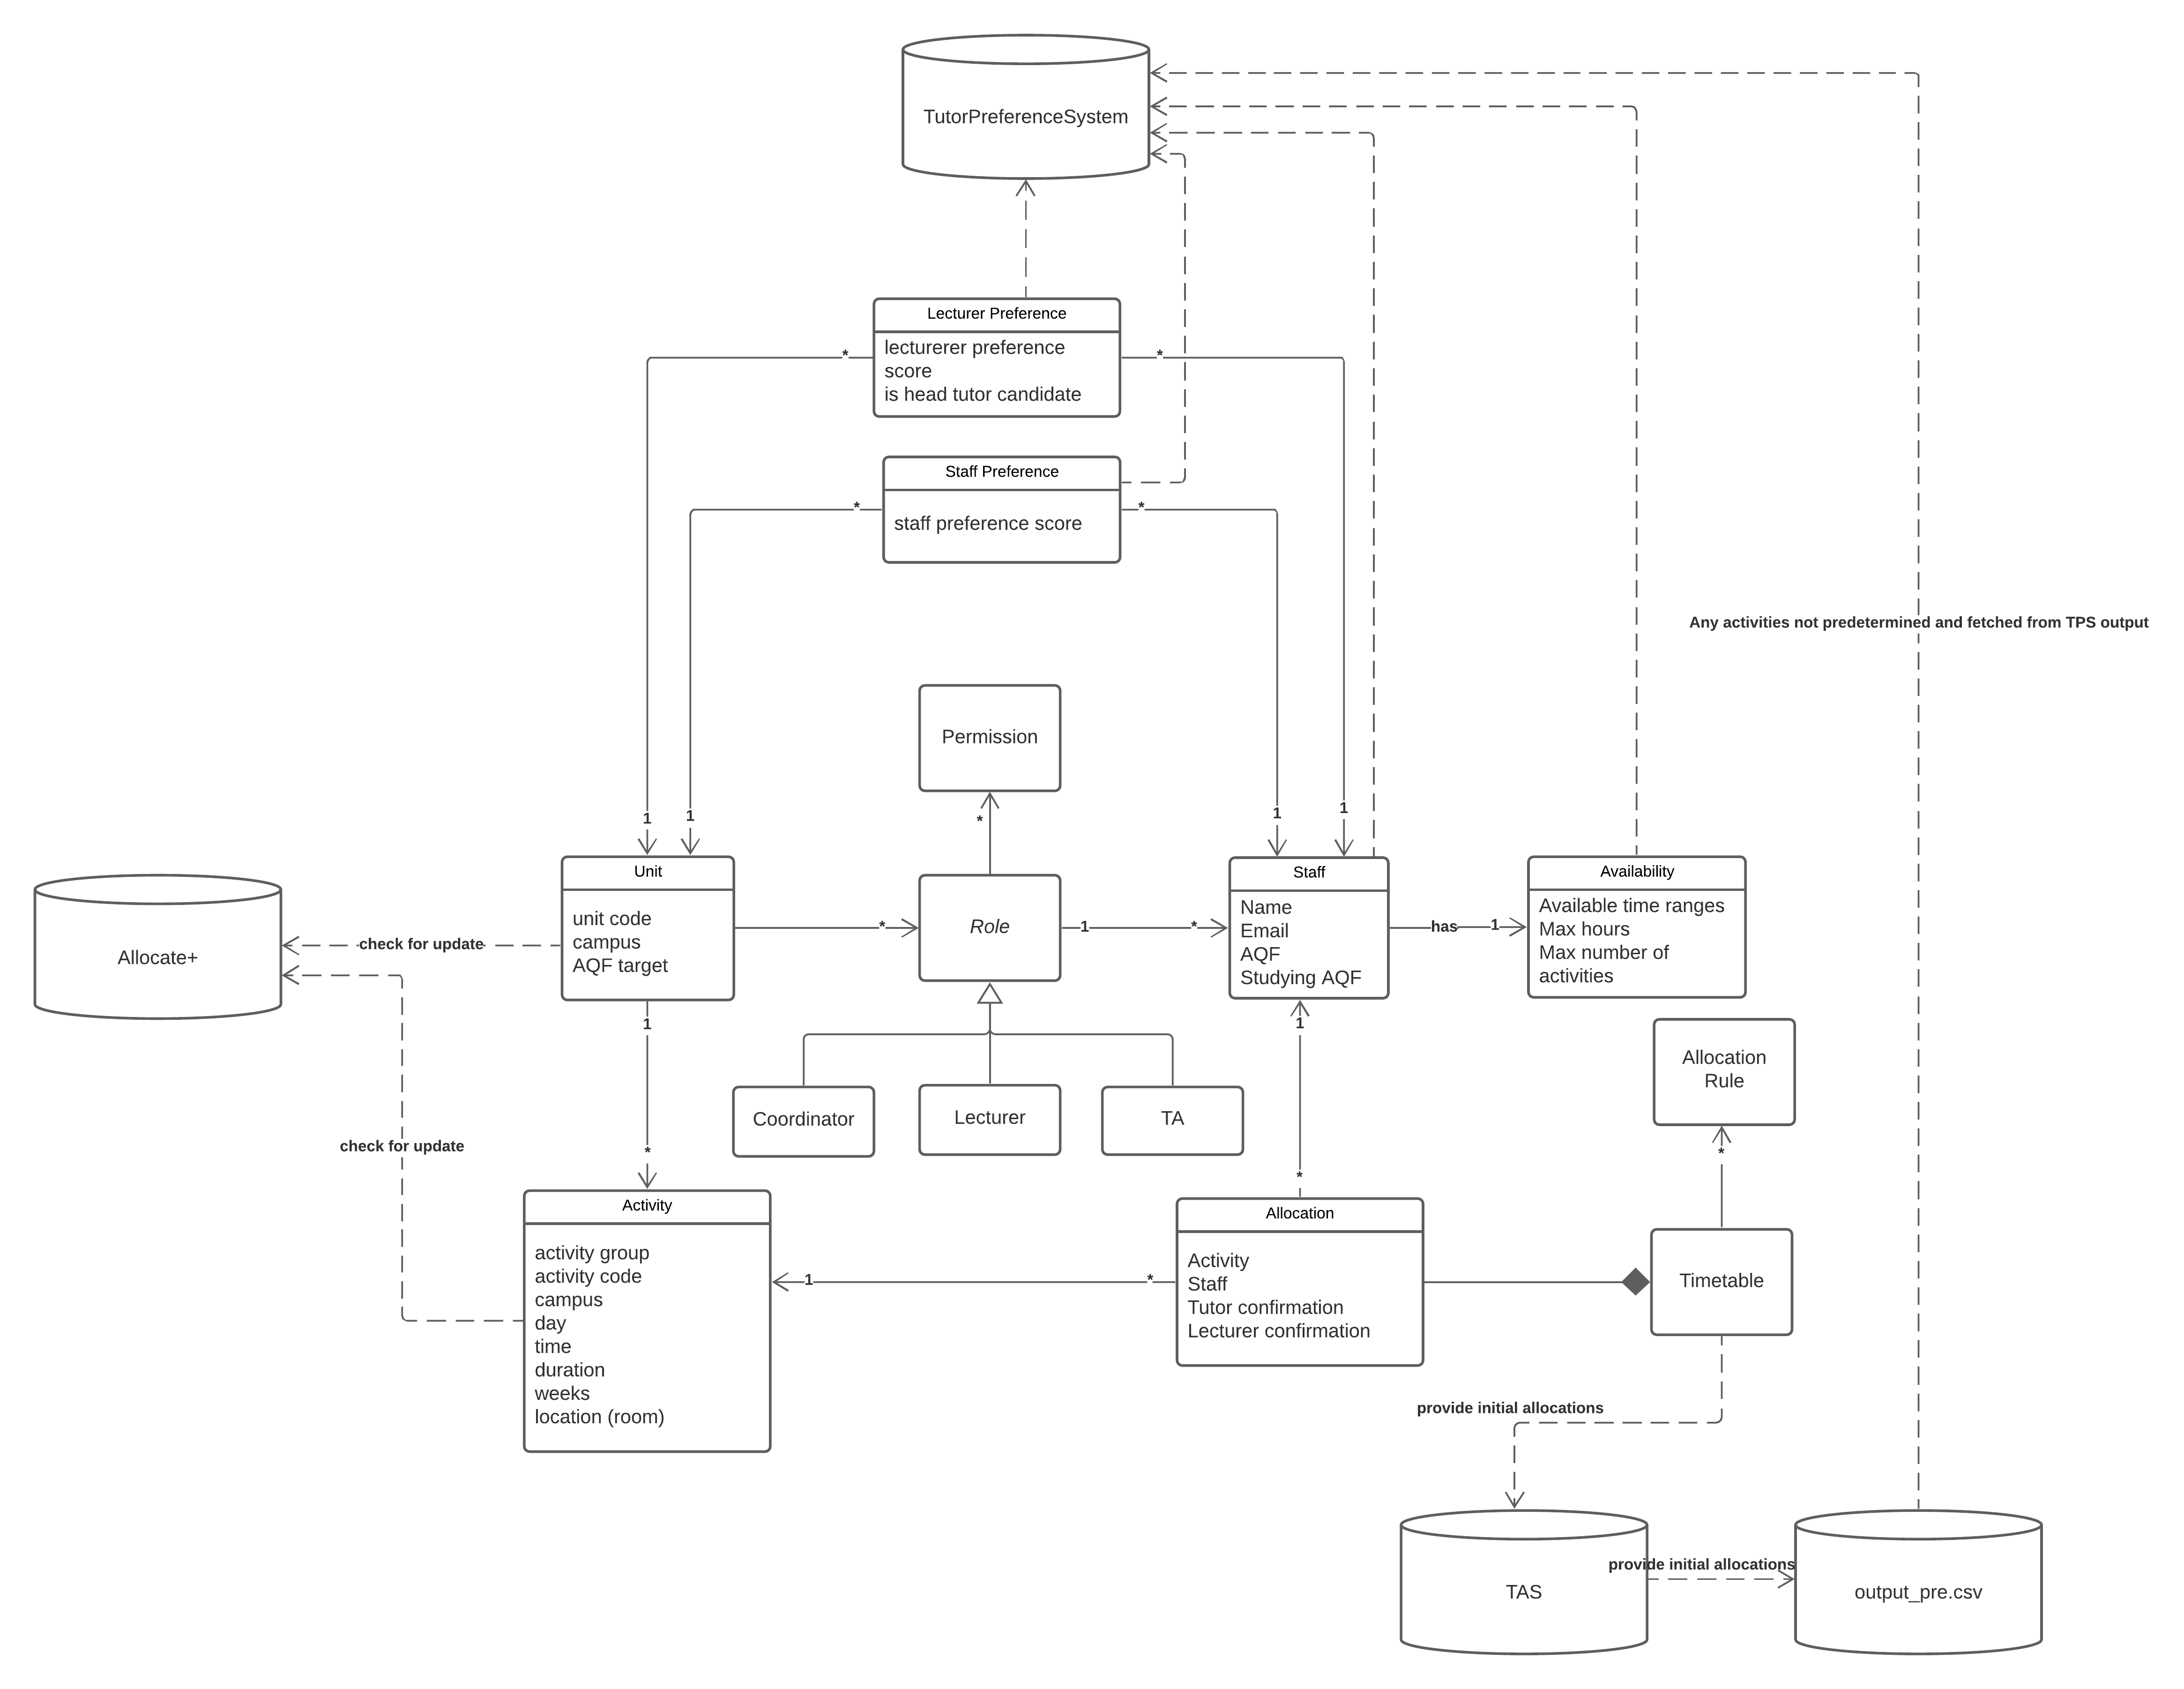 TutorPreferenceSystem
Lecturer Preference
lecturerer preference
score
is head tutor candidate
*
*
Staff Preference
staff preference score
*
*
Any activities not predetermined and fetched from TPS output
Permission
*
1
1
1
1
Unit
unit code
campus
AQF target
*
Role
1
*
Staff
Name
Email
AQF
Studying AQF
has
1
Availability
Available time ranges
Max hours
Max number of
activities
Allocate+
check for update
check for update
1
*
Coordinator
Lecturer
TA
1
*
Allocation
Rule
*
Activity
activity group
activity code
campus
day
time
duration
weeks
location (room)
1
*
Allocation
Activity
Staff
Tutor confirmation
Lecturer confirmation
Timetable
provide initial allocations
TAS
provide initial allocations
output_pre.csv